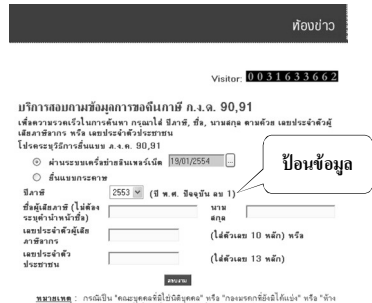 ห้องข่าว
Visitor: 0031633662
บริการสอบถามข้อมูลการขอคืนภาษี ภ.ง.ด. 90,91
เพื่อความรวดเร็วในการค้นหา กรุณาใส่ ปีภาษี, ชื่อ, นามสกุล ตามด้วย เลขประจำตัวผู้
เสียภาษีอากร หรือ เลขประจำตัวประชาชน
โปรดระบุวิธีการยื่นแบบ ภ.ง.ด. 90,91
ผ่านระบบเครือข่ายอินเทอร์เน็ต 19/01/2554 ...
ป้อนข้อมูล
ยื่นแบบกระดาษ
ปีภาษี 2553 (ปี พ.ศ. ปัจจุบัน ลบ 1)
ชื่อผู้เสียภาษี (ไม่ต้อง นาม
ระบุคำนำหน้าชื่อ) สกุล
เลขประจำตัวผู้เสีย (ใส่ตัวเลข 10 หลัก) หรือ
ภาษีอากร
เลขประจำตัว (ใส่ตัวเลข 13 หลัก)
ประชาชน
สอบถาม
หมายเหตุ : กรณีเป็น "คณะบุคคลที่มิใช่นิติบุคคล" หรือ "กองมรดกที่ยังมิได้แบ่ง" หรือ "ห้าง